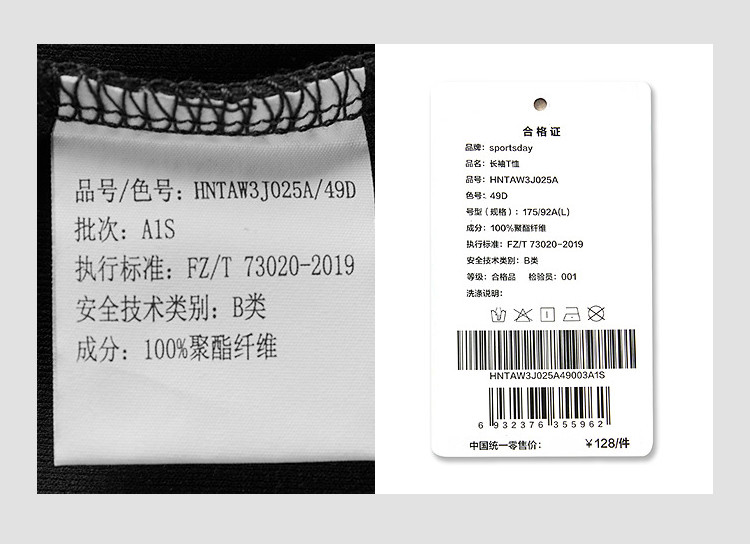 品号/色号：HNTAW3J025A/49D
批次：A1S
执行标准：FZ/T 73020-2019
安全技术类别：B类
成分：100%聚酯纤维
合格证
品牌：sportsday
品名：长袖T恤
品号：HNTAW3J025A
色号：49D
号型（规格）：175/92A(L)
成分：100%聚酯纤维
执行标准：FZ/T 73020-2019
安全技术类别：B类
等级：合格品 检验员：001
洗涤说明：
HNTAW3J025A49003A1S
6 932376 355962
中国统一零售价： ¥128/件